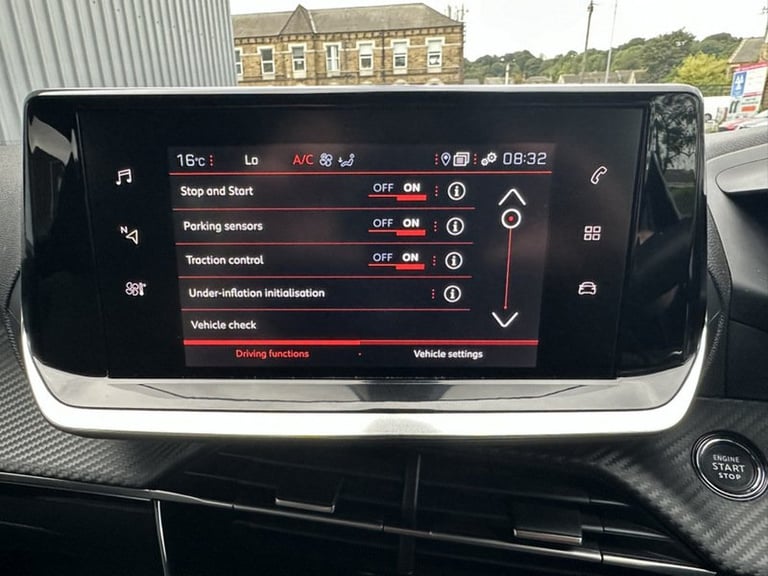 16°C Lo A/C 08:32
Stop and Start OFF ON
Parking sensors OFF ON
Traction control OFF ON
Under-inflation initialisation
Vehicle check
Driving functions Vehicle settings
N
ENGINE
START
STOP